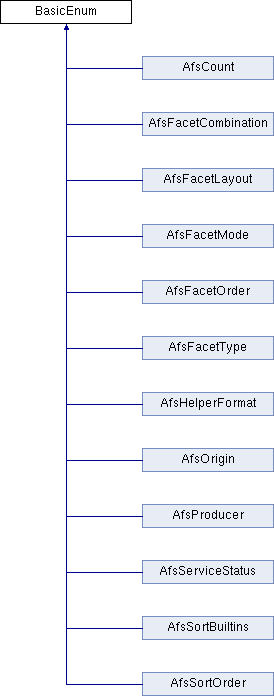 BasicEnum
AfsCount
AfsFacetCombination
AfsFacetLayout
AfsFacetMode
AfsFacetOrder
AfsFacetType
AfsHelperFormat
AfsOrigin
AfsProducer
AfsServiceStatus
AfsSortBuiltins
AfsSortOrder